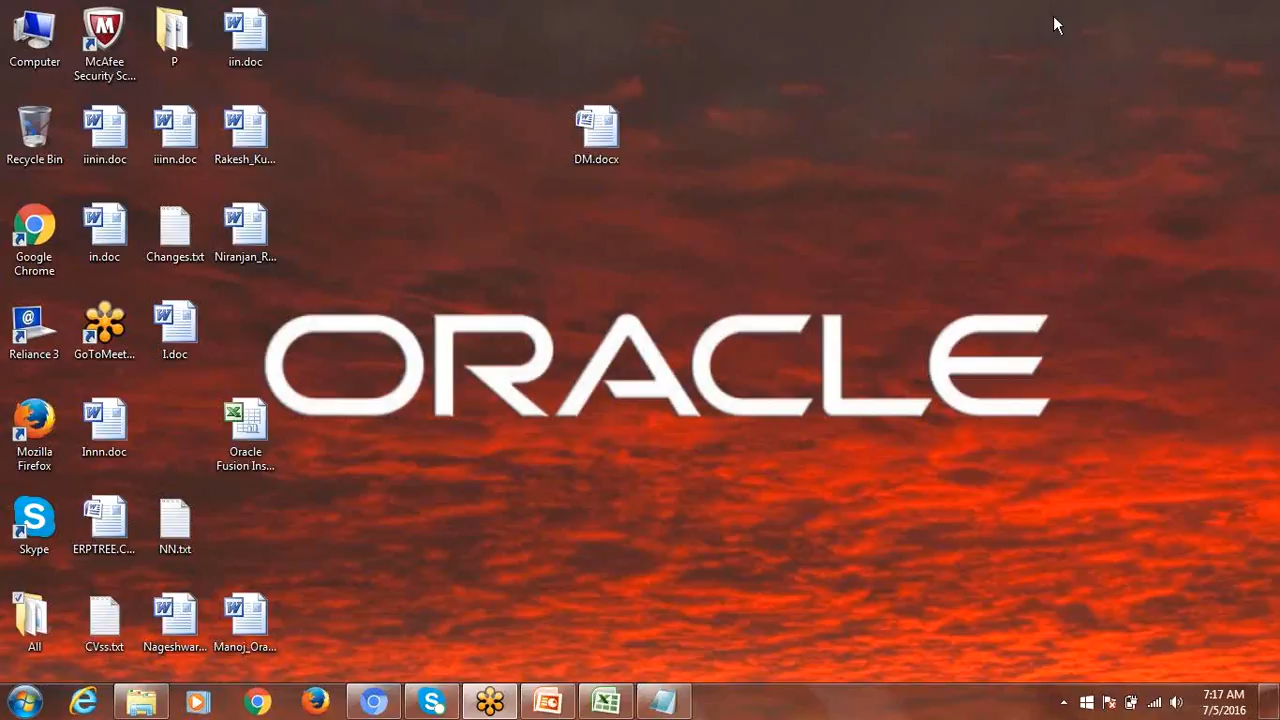 Computer
McAfee
Security Sc...
P
iin.doc
Recycle Bin
iinin.doc
iiinn.doc
Rakesh_Ku...
DM.docx
Google
Chrome
in.doc
Changes.txt
Niranjan_R...
Reliance 3
GoToMeet...
I.doc
ORACLE
Mozilla
Firefox
Innn.doc
Oracle
Fusion Ins...
Skype
ERPTREE.C...
NN.txt
All
CVss.txt
Nageshwar...
Manoj_Ora...
7:17 AM
7/5/2016